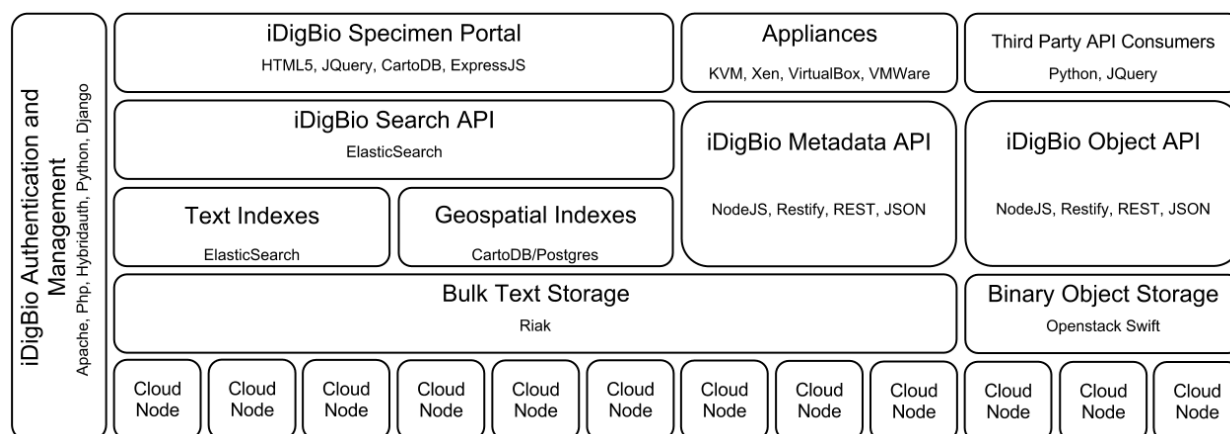 iDigBio Authentication and
Management
Apache, Php, Hybridauth, Python, Django
iDigBio Specimen Portal
HTML5, JQuery, CartoDB, ExpressJS
Appliances
KVM, Xen, VirtualBox, VMWare
Third Party API Consumers
Python, JQuery
iDigBio Search API
ElasticSearch
iDigBio Metadata API
NodeJS, Restify, REST, JSON
iDigBio Object API
NodeJS, Restify, REST, JSON
Text Indexes
ElasticSearch
Geospatial Indexes
CartoDB/Postgres
Bulk Text Storage
Riak
Binary Object Storage
Openstack Swift
Cloud
Node
Cloud
Node
Cloud
Node
Cloud
Node
Cloud
Node
Cloud
Node
Cloud
Node
Cloud
Node
Cloud
Node
Cloud
Node
Cloud
Node
Cloud
Node